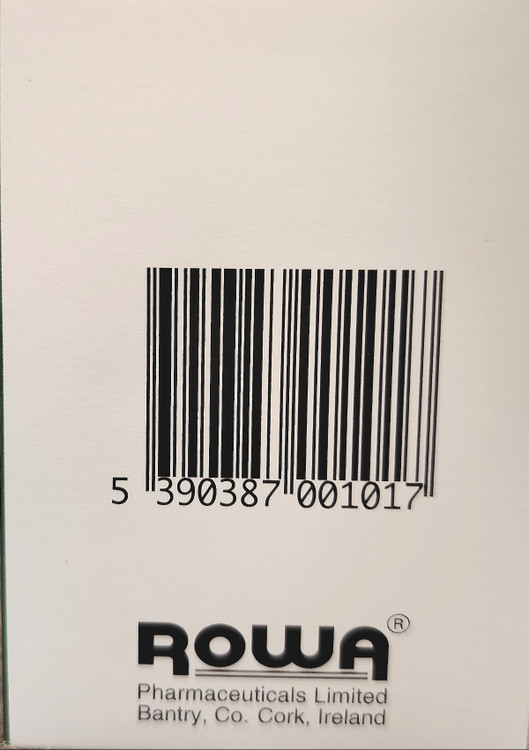 5 390387 001017
ROWA ®
Pharmaceuticals Limited
Bantry, Co. Cork, Ireland